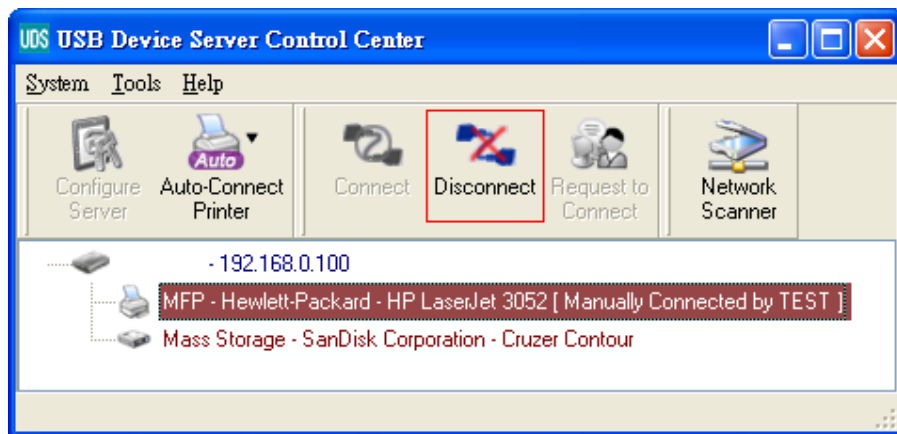 UDS USB Device Server Control Center
System Tools Help
Configure Server
Auto
Auto-Connect Printer
Connect
Disconnect
Request to Connect
Network Scanner
- 192.168.0.100
MFP - Hewlett-Packard - HP LaserJet 3052 [ Manually Connected by TEST ]
Mass Storage - SanDisk Corporation - Cruzer Contour